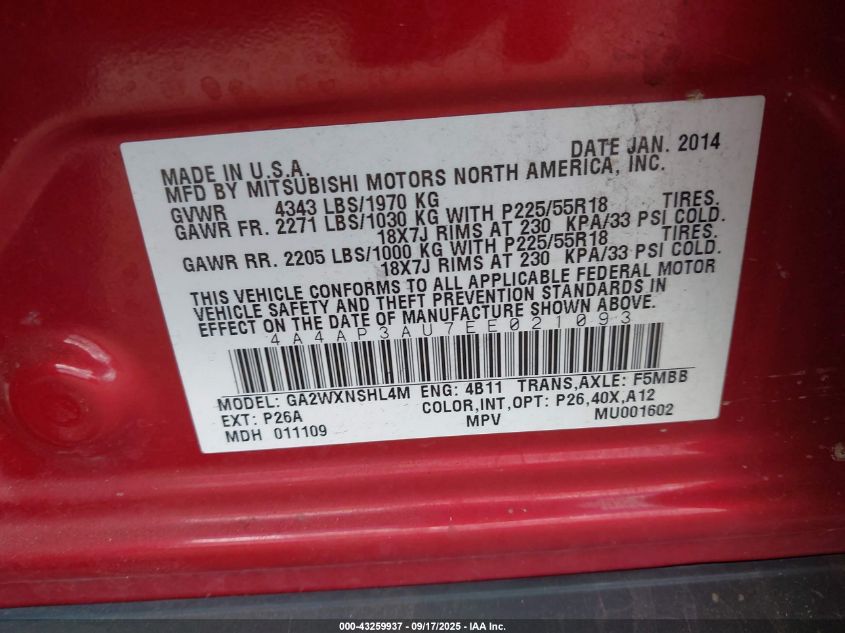 MADE IN U.S.A. DATE JAN. 2014
MFD BY MITSUBISHI MOTORS NORTH AMERICA, INC.
GVWR 4343 LBS/1970 KG
GAWR FR. 2271 LBS/1030 KG WITH P225/55R18 TIRES.
18X7J RIMS AT 230 KPA/33 PSI COLD.
GAWR RR. 2205 LBS/1000 KG WITH P225/55R18 TIRES.
18X7J RIMS AT 230 KPA/33 PSI COLD.
THIS VEHICLE CONFORMS TO ALL APPLICABLE FEDERAL MOTOR
VEHICLE SAFETY AND THEFT PREVENTION STANDARDS IN
EFFECT ON THE DATE OF MANUFACTURE SHOWN ABOVE.
4A4AP3AU7EE021093
MODEL: GA2WXNSHL4M ENG: 4B11 TRANS,AXLE: F5MBB
EXT: P26A COLOR,INT,OPT: P26,40X,A12
MDH 011109 MPV MU001602
000-43259937 - 09/17/2025 - IAA Inc.